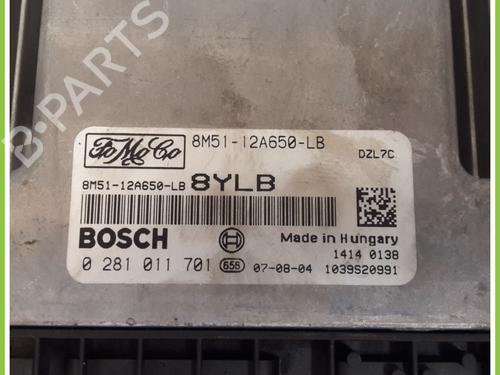 B-PARTS
FoMoCo
8M51-12A650-LB
DZL7C
8M51-12A650-LB 8YLB
BOSCH
Made in Hungary
1414 0138
0 281 011 701 656 07-08-04 1039S20991